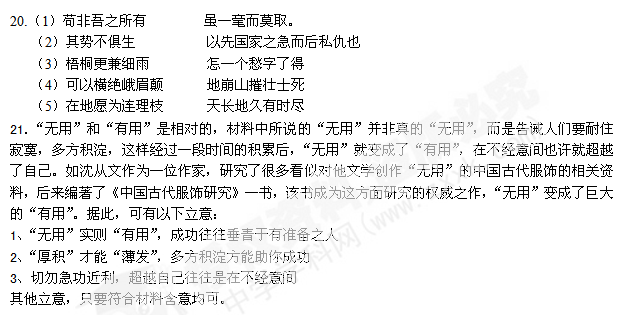 20.（1）苟非吾之所有 虽一毫而莫取。
（2）其势不俱生 以先国家之急而后私仇也
（3）梧桐更兼细雨 怎一个愁字了得
（4）可以横绝峨眉颠 地崩山摧壮士死
（5）在地愿为连理枝 天长地久有时尽
21.“无用”和“有用”是相对的，材料中所说的“无用”并非真的“无用”，而是告诫人们要耐住
寂寞，多方积淀，这样经过一段时间的积累后，“无用”就变成了“有用”，在不经意间也许就超越
了自己。如沈从文作为一位作家，研究了很多看似对他文学创作“无用”的中国古代服饰的相关资
料，后来编著了《中国古代服饰研究》一书，该书成为这方面研究的权威之作，“无用”变成了巨大
的“有用”。据此，可有以下立意：
1、“无用”实则“有用”，成功往往垂青于有准备之人
2、“厚积”才能“薄发”，多方积淀方能助你成功
3、切勿急功近利，超越自己往往是在不经意间
其他立意，只要符合材料含意均可。